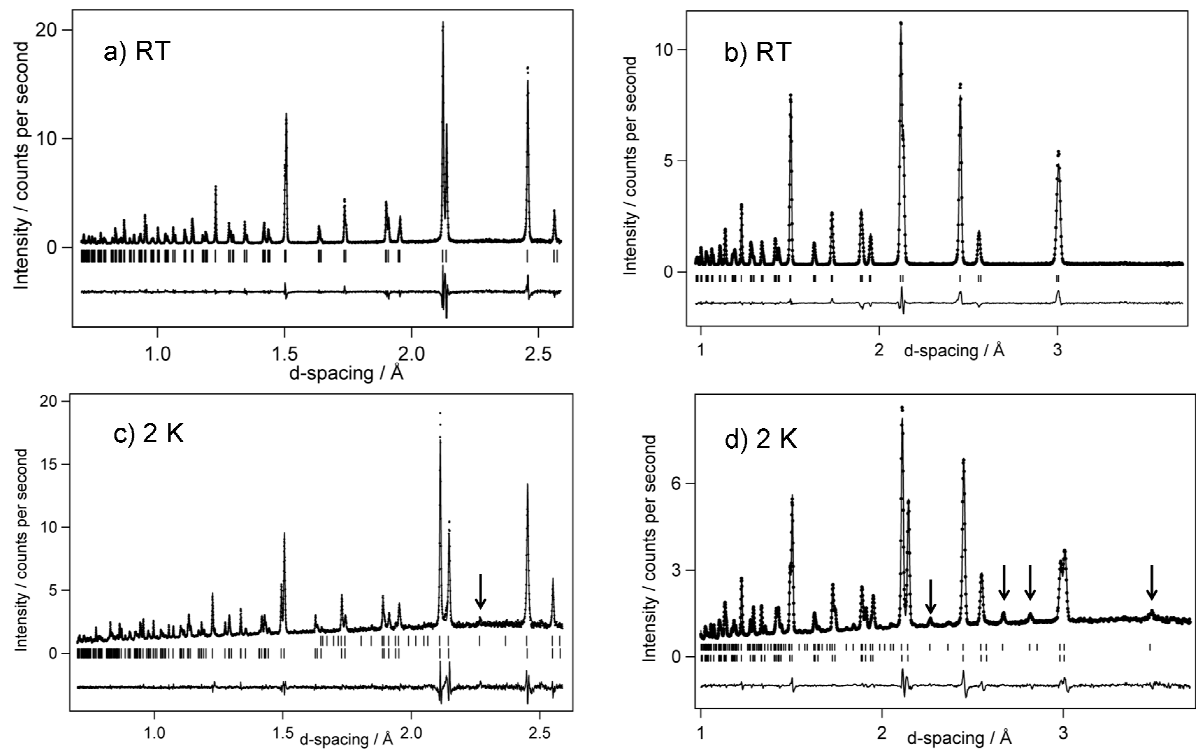 a) RT
Intensity / counts per second
20
10
0
1.0
1.5
2.0
2.5
d-spacing / Å
b) RT
Intensity / counts per second
10
5
0
1
2
3
d-spacing / Å
c) 2 K
Intensity / counts per second
20
15
10
5
0
1.0
1.5
2.0
2.5
d-spacing / Å
d) 2 K
Intensity / counts per second
6
3
0
1
2
3
d-spacing / Å